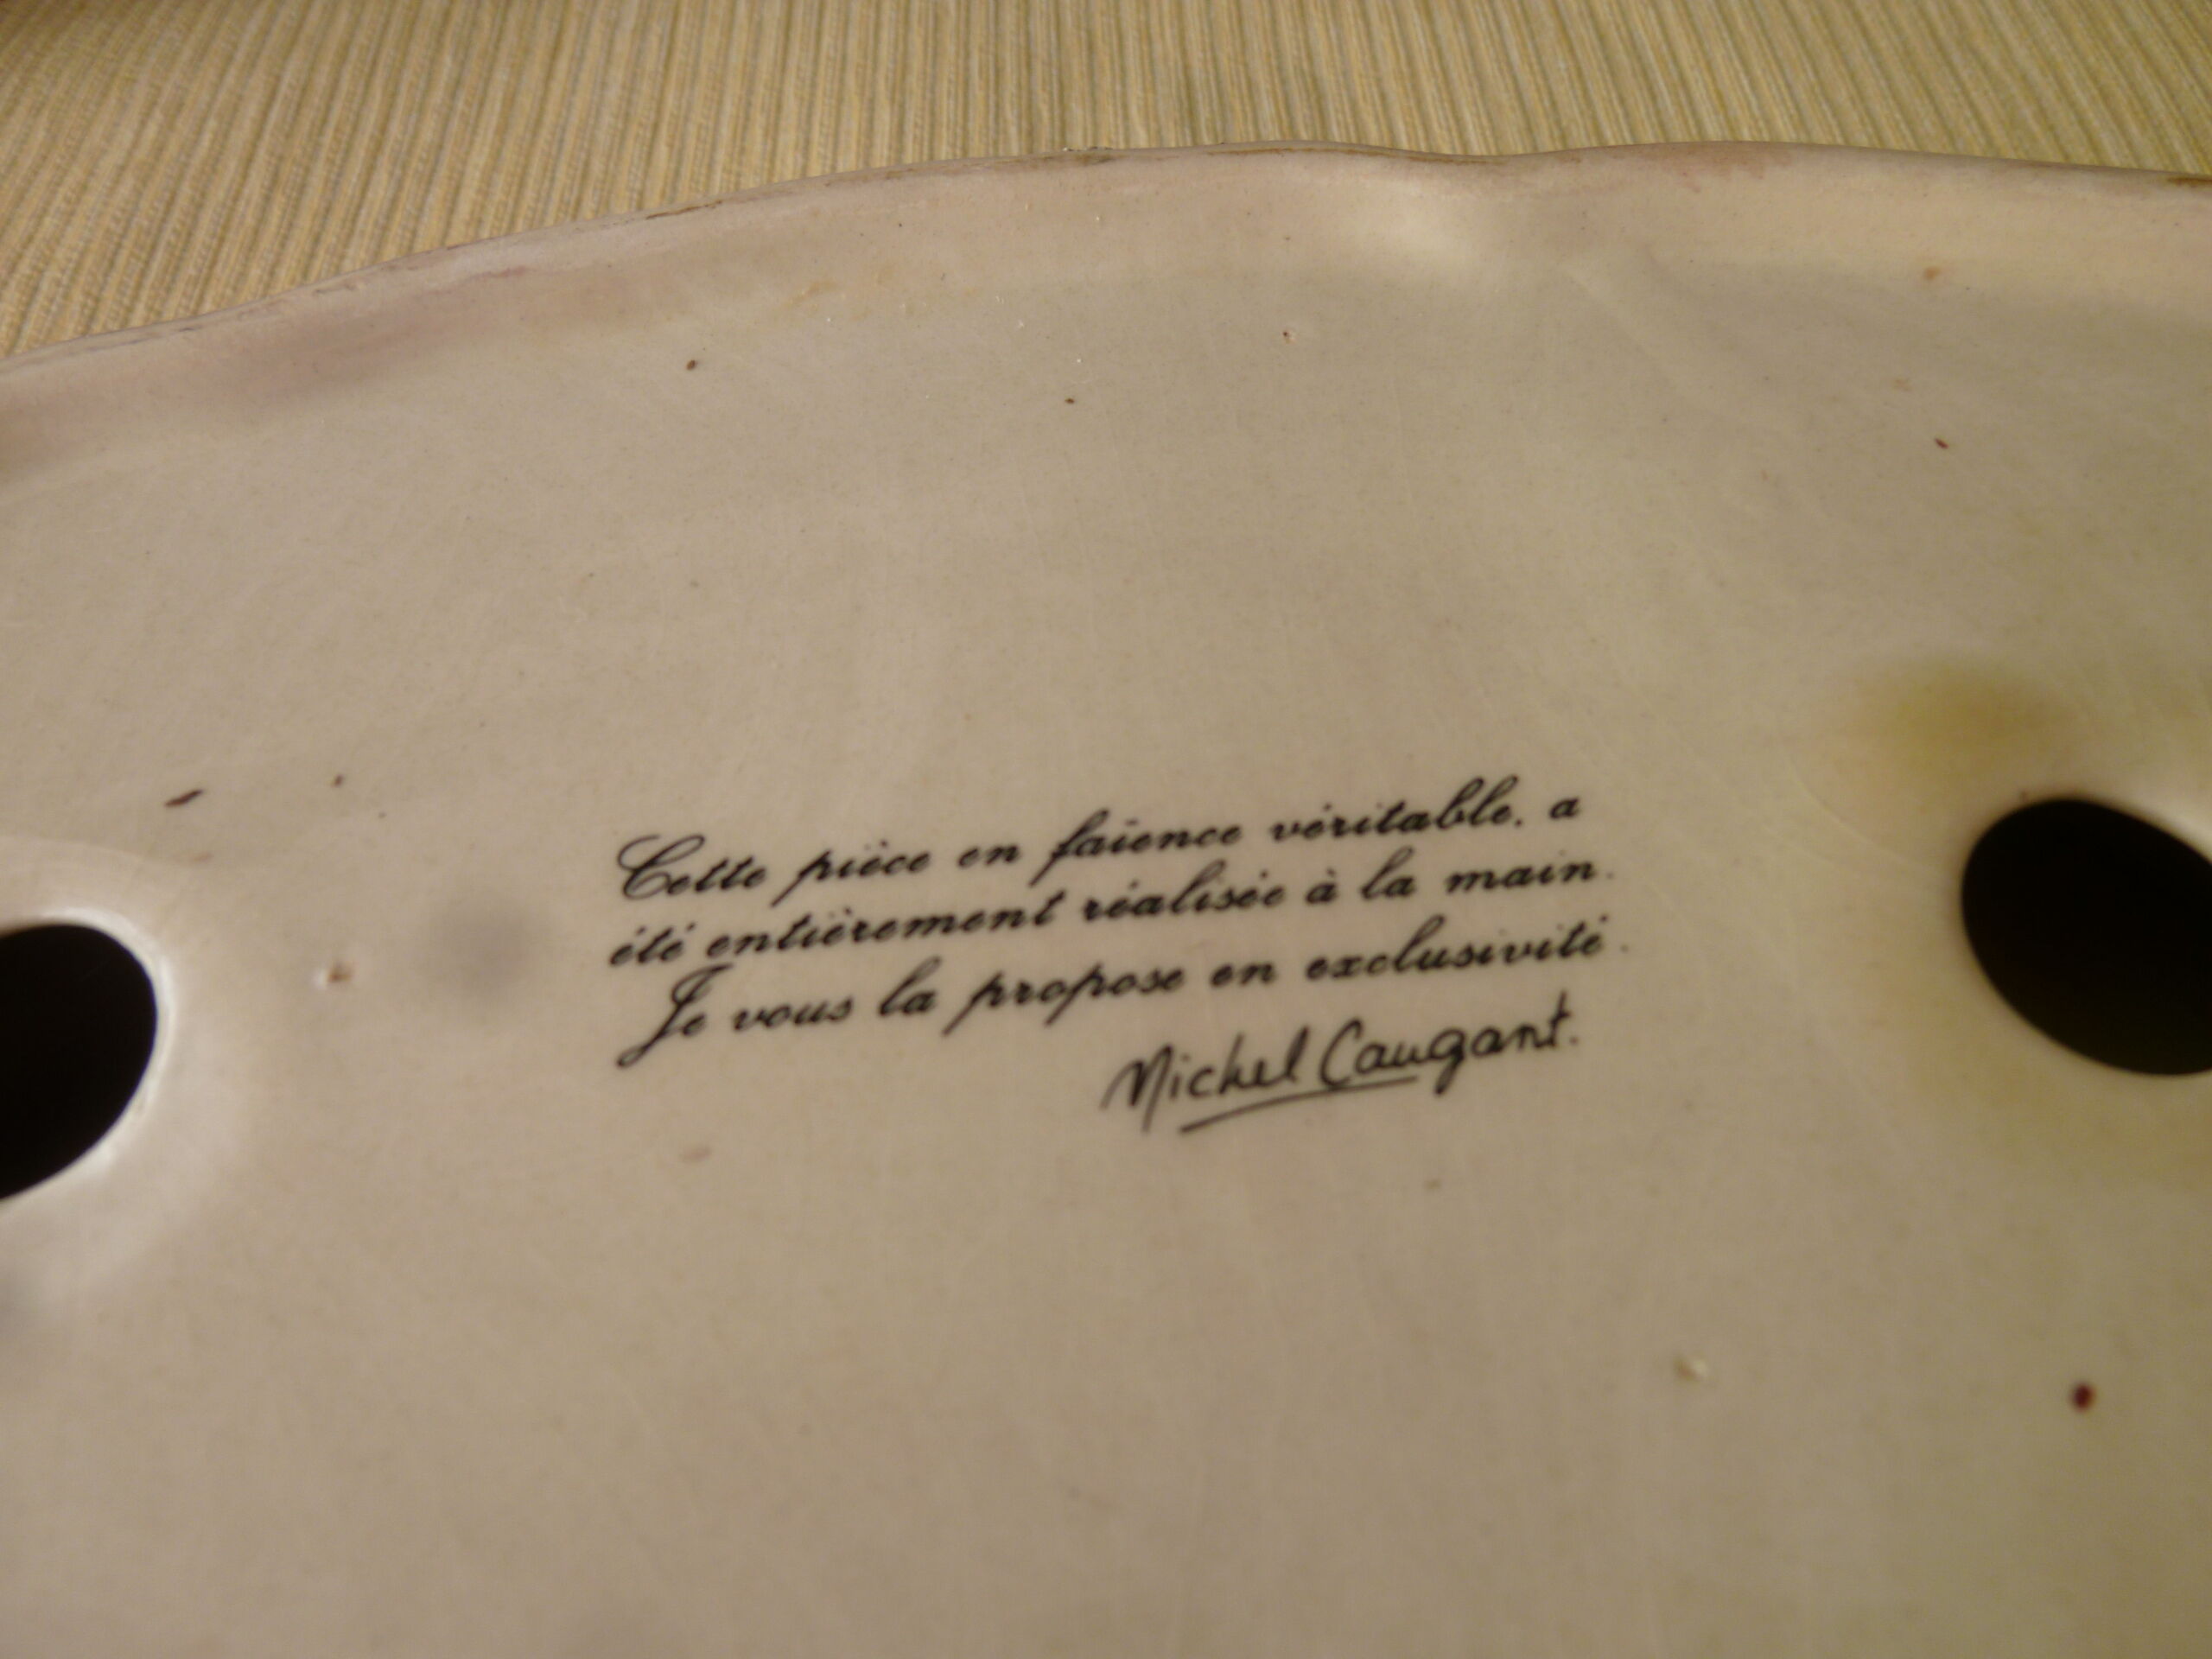 Cette pièce en faïence véritable. a
été entièrement réalisée à la main.
Je vous la propose en exclusivité.
Michel Caugant.